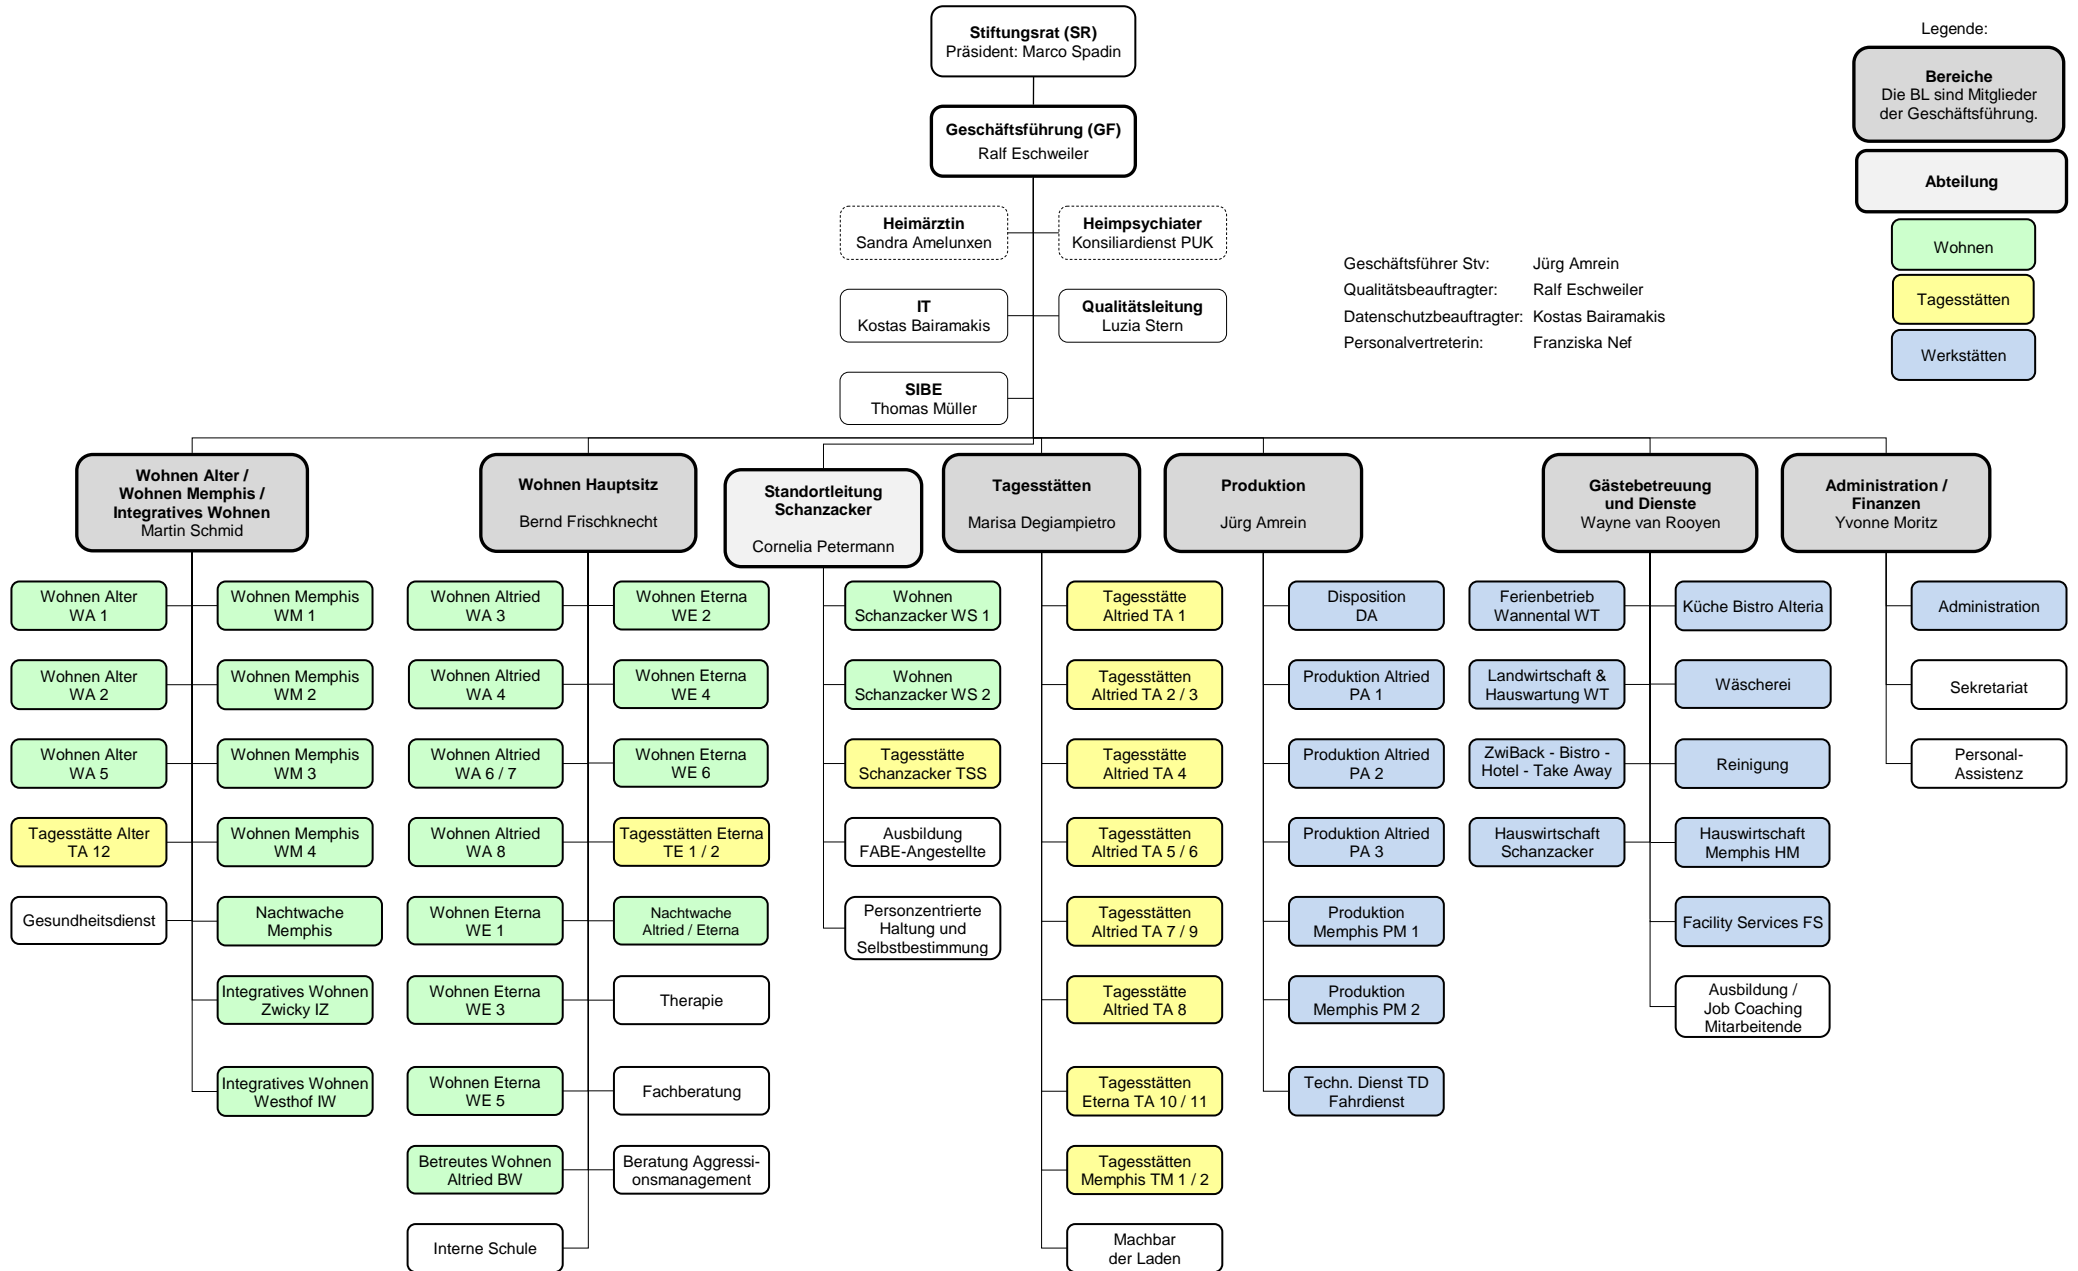 Stiftungsrat (SR)
Präsident: Marco Spadin
Geschäftsführung (GF)
Ralf Eschweiler
Heimärztin
Sandra Amelunxen
Heimpsychiater
Konsiliardienst PUK
IT
Kostas Bairamakis
Qualitätsleitung
Luzia Stern
SIBE
Thomas Müller
Geschäftsführer Stv: Jürg Amrein
Qualitätsbeauftragter: Ralf Eschweiler
Datenschutzbeauftragter: Kostas Bairamakis
Personalvertreterin: Franziska Nef
Legende:
Bereiche
Die BL sind Mitglieder
der Geschäftsführung.
Abteilung
Wohnen
Tagesstätten
Werkstätten
Wohnen Alter /
Wohnen Memphis /
Integratives Wohnen
Martin Schmid
Wohnen Alter
WA 1
Wohnen Memphis
WM 1
Wohnen Alter
WA 2
Wohnen Memphis
WM 2
Wohnen Alter
WA 5
Wohnen Memphis
WM 3
Tagesstätte Alter
TA 12
Wohnen Memphis
WM 4
Gesundheitsdienst
Nachtwache
Memphis
Integratives Wohnen
Zwicky IZ
Integratives Wohnen
Westhof IW
Wohnen Hauptsitz
Bernd Frischknecht
Wohnen Altried
WA 3
Wohnen Eterna
WE 2
Wohnen Altried
WA 4
Wohnen Eterna
WE 4
Wohnen Altried
WA 6 / 7
Wohnen Eterna
WE 6
Wohnen Altried
WA 8
Tagesstätten Eterna
TE 1 / 2
Wohnen Eterna
WE 1
Nachtwache
Altried / Eterna
Wohnen Eterna
WE 3
Therapie
Wohnen Eterna
WE 5
Fachberatung
Betreutes Wohnen
Altried BW
Beratung Aggressi-
onsmanagement
Interne Schule
Standortleitung
Schanzacker
Cornelia Petermann
Wohnen
Schanzacker WS 1
Wohnen
Schanzacker WS 2
Tagesstätte
Schanzacker TSS
Ausbildung
FABE-Angestellte
Personzentrierte
Haltung und
Selbstbestimmung
Tagesstätten
Marisa Degiampietro
Tagesstätte
Altried TA 1
Tagesstätten
Altried TA 2 / 3
Tagesstätte
Altried TA 4
Tagesstätten
Altried TA 5 / 6
Tagesstätten
Altried TA 7 / 9
Tagesstätte
Altried TA 8
Tagesstätten
Eterna TA 10 / 11
Tagesstätten
Memphis TM 1 / 2
Machbar
der Laden
Produktion
Jürg Amrein
Disposition
DA
Produktion Altried
PA 1
Produktion Altried
PA 2
Produktion Altried
PA 3
Produktion
Memphis PM 1
Produktion
Memphis PM 2
Techn. Dienst TD
Fahrdienst
Gästebetreuung
und Dienste
Wayne van Rooyen
Ferienbetrieb
Wannental WT
Küche Bistro Alteria
Landwirtschaft &
Hauswartung WT
Wäscherei
ZwiBack - Bistro -
Hotel - Take Away
Reinigung
Hauswirtschaft
Schanzacker
Hauswirtschaft
Memphis HM
Facility Services FS
Ausbildung /
Job Coaching
Mitarbeitende
Administration /
Finanzen
Yvonne Moritz
Administration
Sekretariat
Personal-
Assistenz